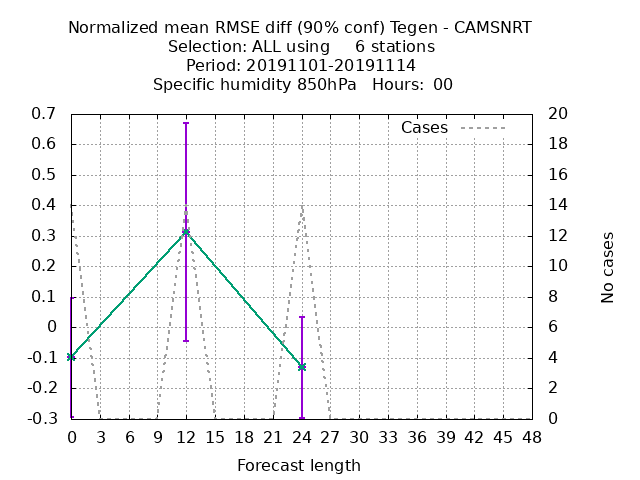 Normalized mean RMSE diff (90% conf) Tegen - CAMSNRT
Selection: ALL using     6 stations
Period: 20191101-20191114
Specific humidity 850hPa   Hours: 00
0.7
0.6
0.5
0.4
0.3
0.2
0.1
0
-0.1
-0.2
-0.3
Cases
20
18
16
14
12
10
8
6
4
2
0
No cases
0 3 6 9 12 15 18 21 24 27 30 33 36 39 42 45 48
Forecast length